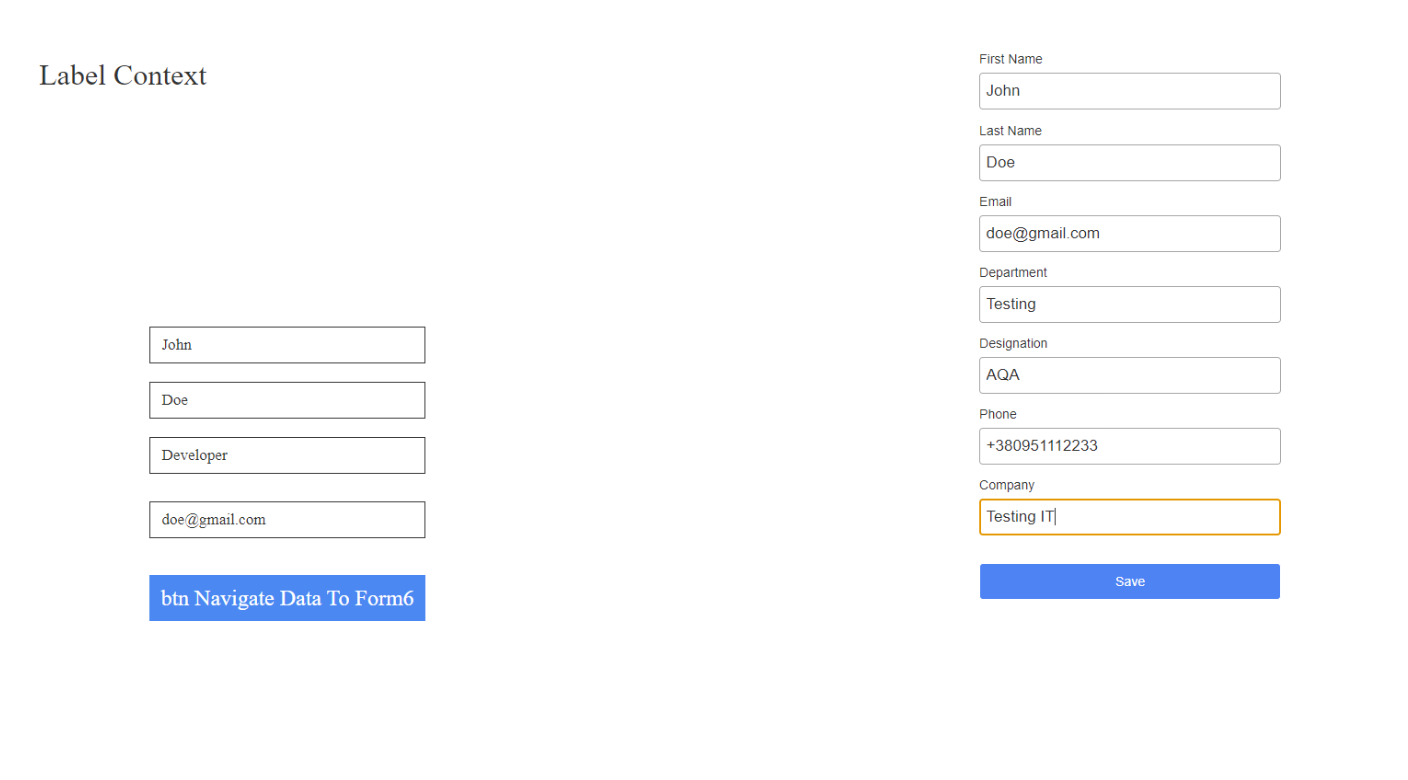 Label Context
John
Doe
Developer
doe@gmail.com
btn Navigate Data To Form6
First Name
John
Last Name
Doe
Email
doe@gmail.com
Department
Testing
Designation
AQA
Phone
+380951112233
Company
Testing IT
Save